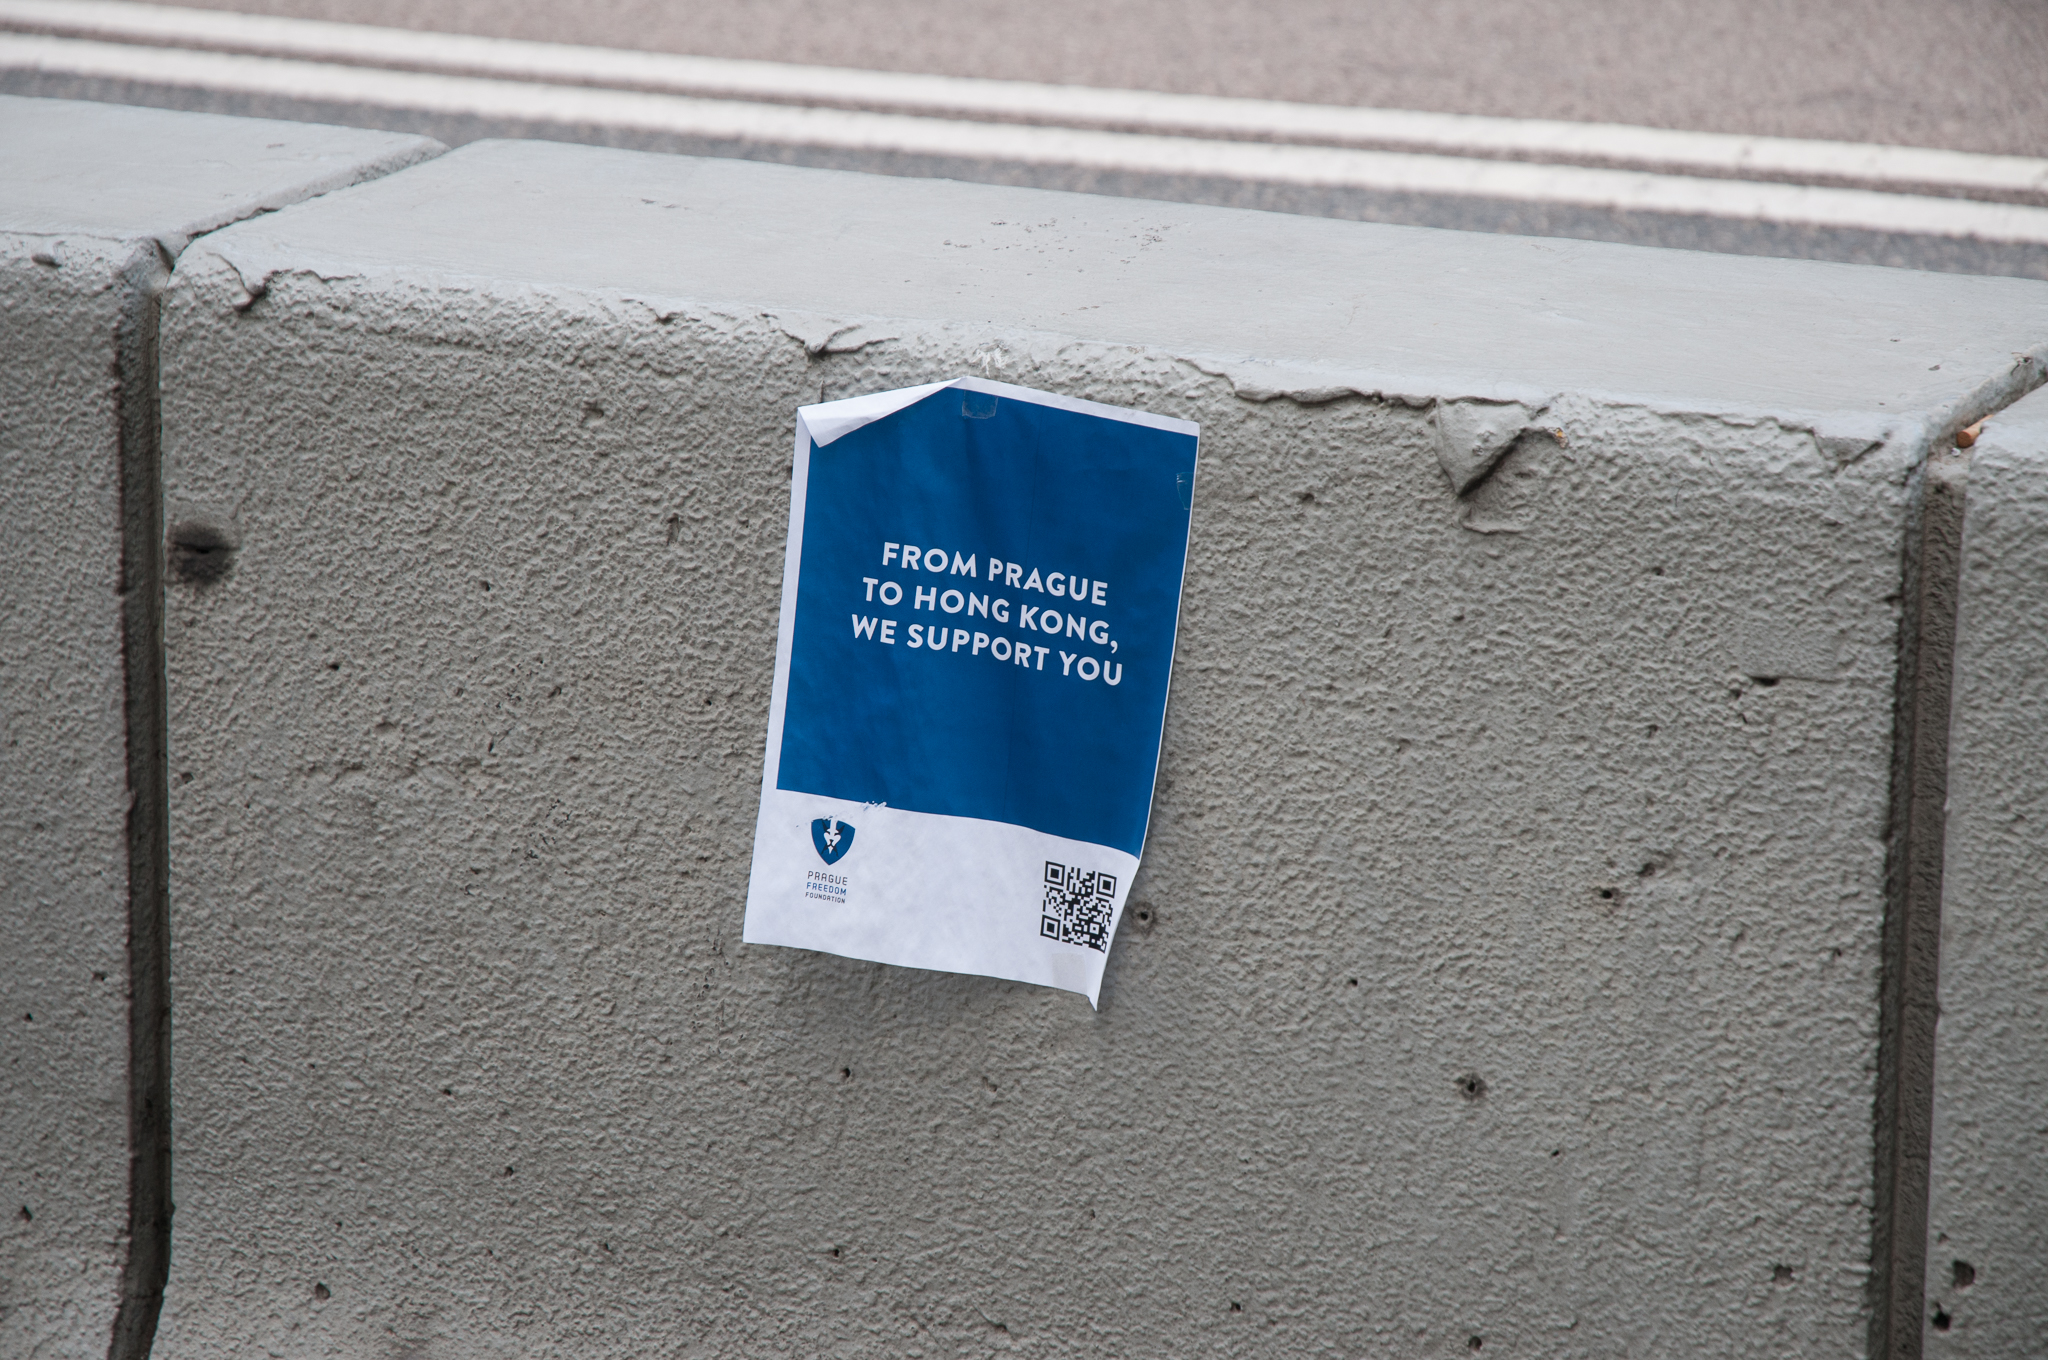 FROM PRAGUE
TO HONG KONG,
WE SUPPORT YOU
PRAGUE
FREEDOM
FOUNDATION